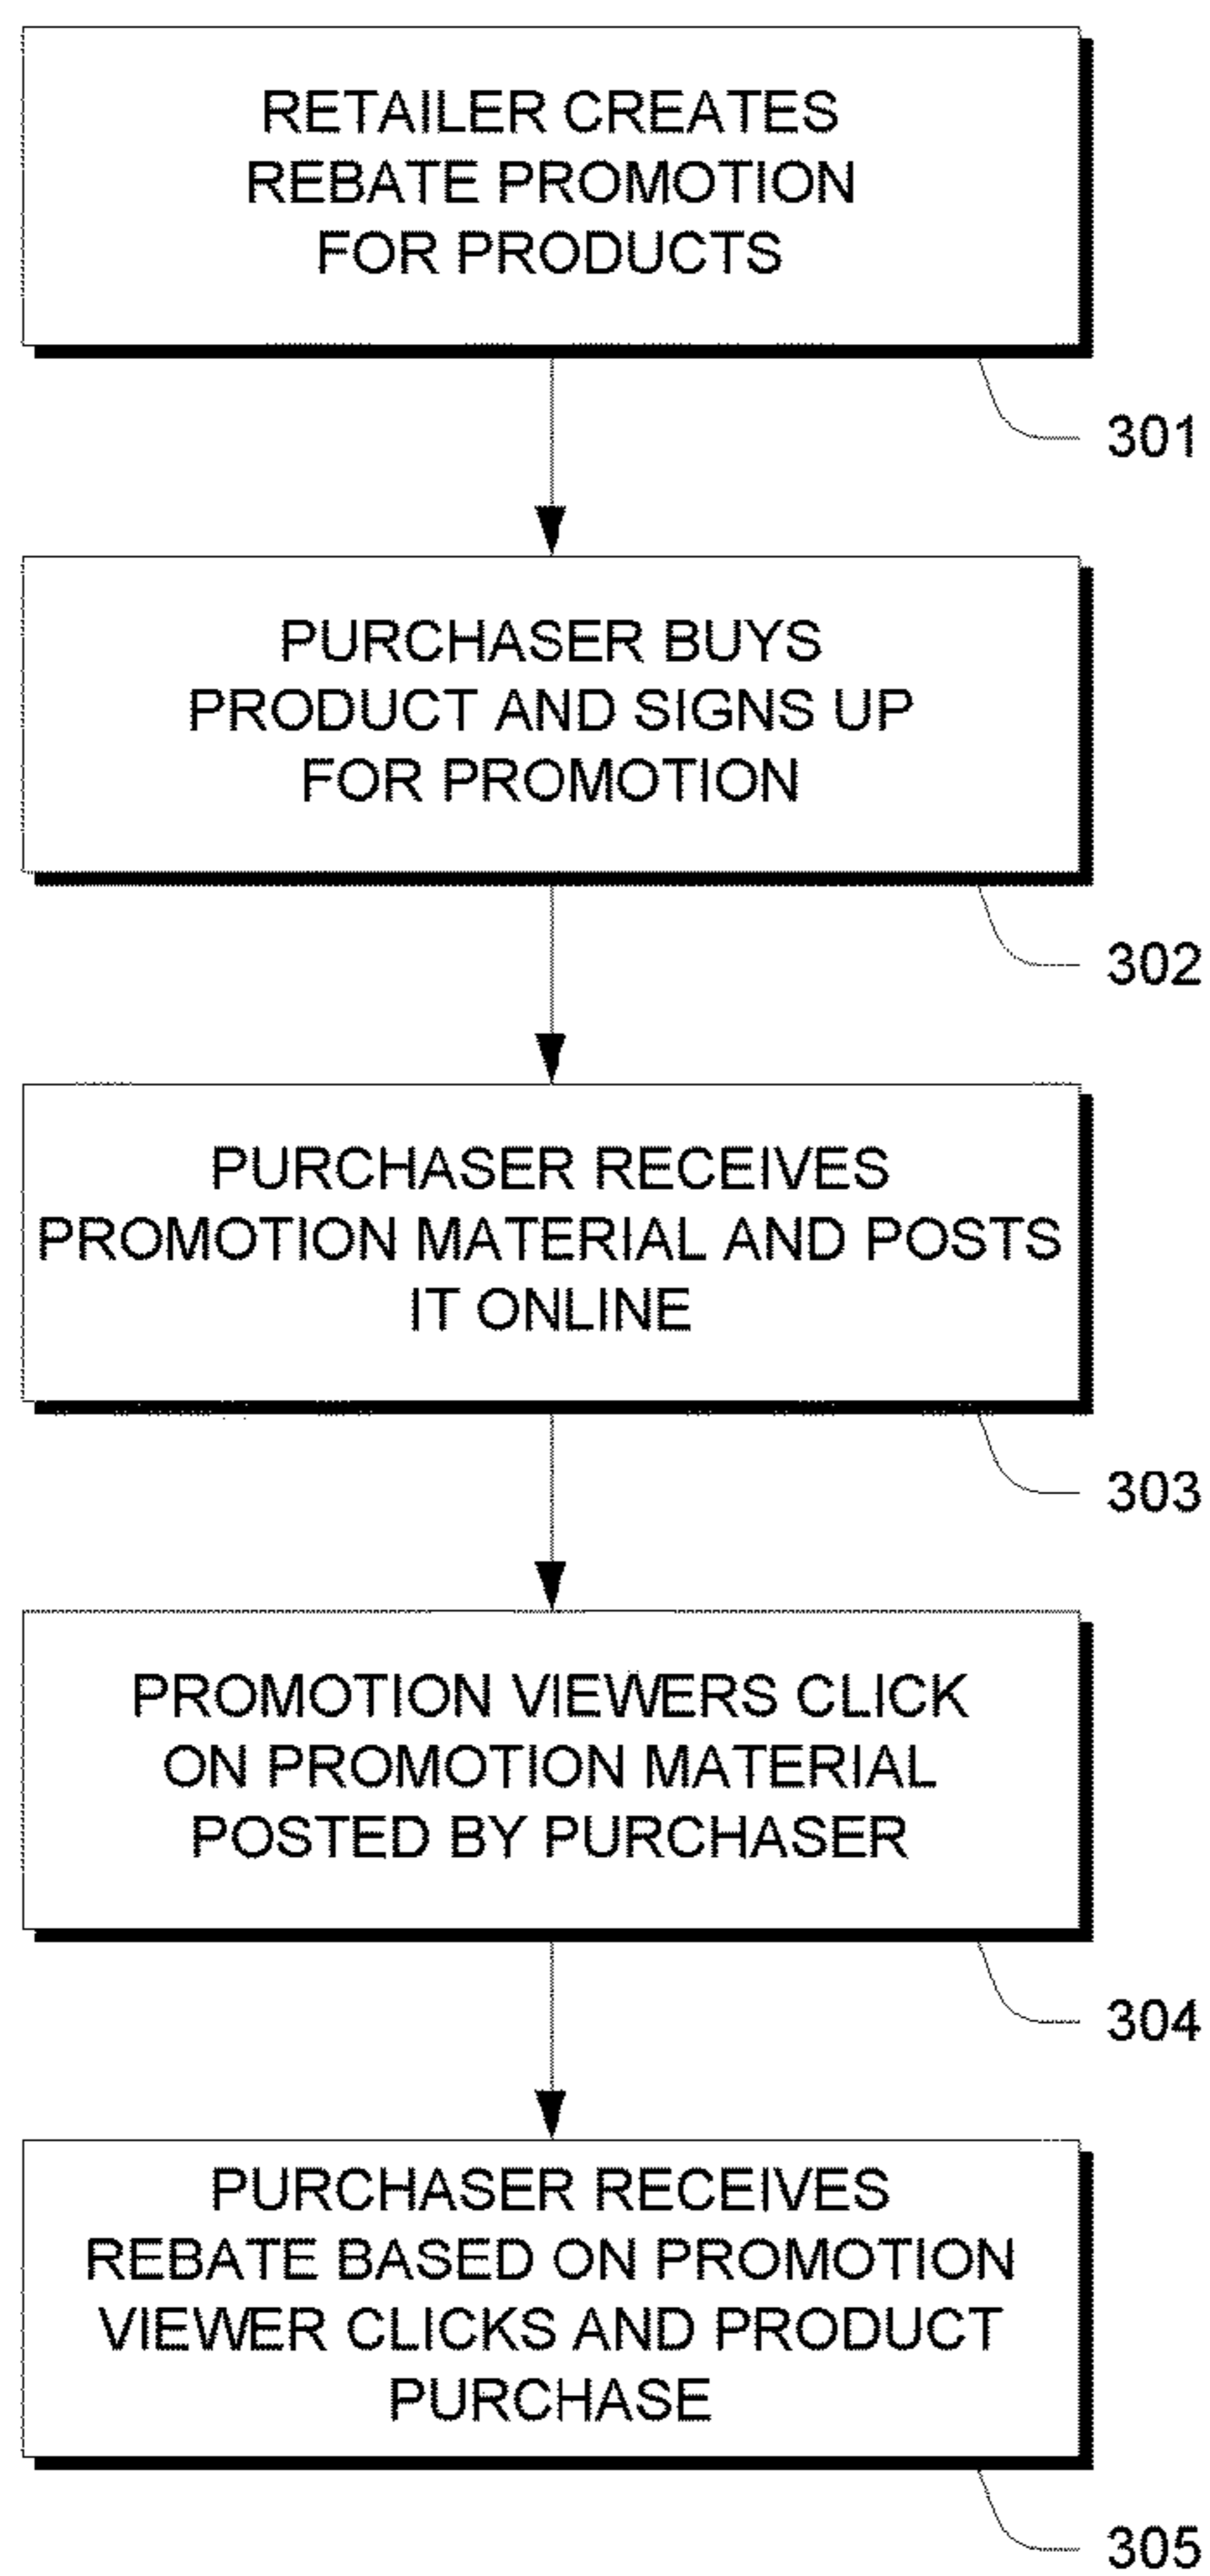 RETAILER CREATES
REBATE PROMOTION
FOR PRODUCTS
301
PURCHASER BUYS
PRODUCT AND SIGNS UP
FOR PROMOTION
302
PURCHASER RECEIVES
PROMOTION MATERIAL AND POSTS
IT ONLINE
303
PROMOTION VIEWERS CLICK
ON PROMOTION MATERIAL
POSTED BY PURCHASER
304
PURCHASER RECEIVES
REBATE BASED ON PROMOTION
VIEWER CLICKS AND PRODUCT
PURCHASE
305